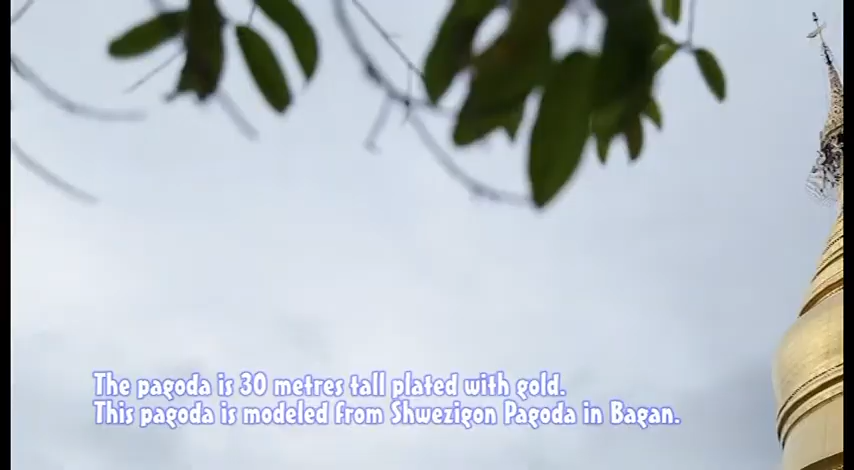 The pagoda is 30 metres tall plated with gold.
This pagoda is modeled from Shwezigon Pagoda in Bagan.